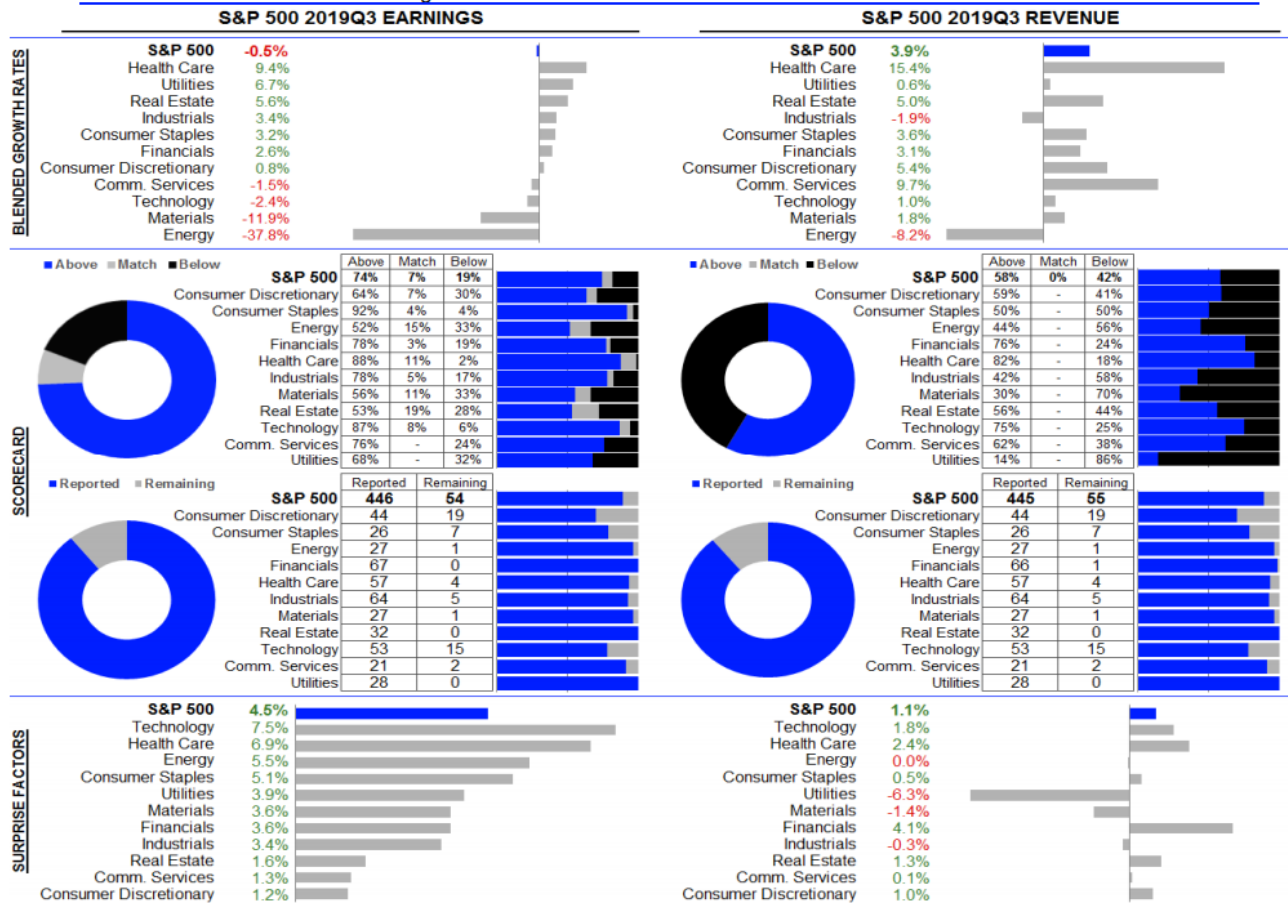 S&P 500 2019Q3 EARNINGS
BLENDED GROWTH RATES
S&P 500 -0.5%
Health Care 9.4%
Utilities 6.7%
Real Estate 5.6%
Industrials 3.4%
Consumer Staples 3.2%
Financials 2.6%
Consumer Discretionary 0.8%
Comm. Services -1.5%
Technology -2.4%
Materials -11.9%
Energy -37.8%
S&P 500 2019Q3 REVENUE
S&P 500 3.9%
Health Care 15.4%
Utilities 0.6%
Real Estate 5.0%
Industrials -1.9%
Consumer Staples 3.6%
Financials 3.1%
Consumer Discretionary 5.4%
Comm. Services 9.7%
Technology 1.0%
Materials 1.8%
Energy -8.2%
SCORECARD
Above Match Below
Above Match Below
S&P 500 74% 7% 19%
Consumer Discretionary 64% 7% 30%
Consumer Staples 92% 4% 4%
Energy 52% 15% 33%
Financials 78% 3% 19%
Health Care 88% 11% 2%
Industrials 78% 5% 17%
Materials 56% 11% 33%
Real Estate 53% 19% 28%
Technology 87% 8% 6%
Comm. Services 76% - 24%
Utilities 68% - 32%
Above Match Below
Above Match Below
S&P 500 58% 0% 42%
Consumer Discretionary 59% - 41%
Consumer Staples 50% - 50%
Energy 44% - 56%
Financials 76% - 24%
Health Care 82% - 18%
Industrials 42% - 58%
Materials 30% - 70%
Real Estate 56% - 44%
Technology 75% - 25%
Comm. Services 62% - 38%
Utilities 14% - 86%
Reported Remaining
Reported Remaining
S&P 500 446 54
Consumer Discretionary 44 19
Consumer Staples 26 7
Energy 27 1
Financials 67 0
Health Care 57 4
Industrials 64 5
Materials 27 1
Real Estate 32 0
Technology 53 15
Comm. Services 21 2
Utilities 28 0
Reported Remaining
Reported Remaining
S&P 500 445 55
Consumer Discretionary 44 19
Consumer Staples 26 7
Energy 27 1
Financials 66 1
Health Care 57 4
Industrials 64 5
Materials 27 1
Real Estate 32 0
Technology 53 15
Comm. Services 21 2
Utilities 28 0
SURPRISE FACTORS
S&P 500 4.5%
Technology 7.5%
Health Care 6.9%
Energy 5.5%
Consumer Staples 5.1%
Utilities 3.9%
Materials 3.6%
Financials 3.6%
Industrials 3.4%
Real Estate 1.6%
Comm. Services 1.3%
Consumer Discretionary 1.2%
S&P 500 1.1%
Technology 1.8%
Health Care 2.4%
Energy 0.0%
Consumer Staples 0.5%
Utilities -6.3%
Materials -1.4%
Financials 4.1%
Industrials -0.3%
Real Estate 1.3%
Comm. Services 0.1%
Consumer Discretionary 1.0%